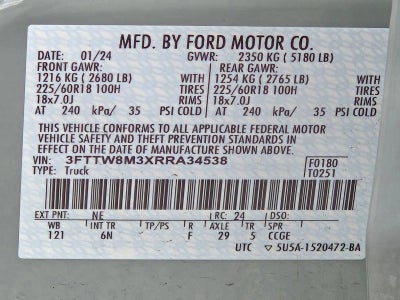 MFD. BY FORD MOTOR CO.
DATE: 01/24 GVWR: 2350 KG ( 5180 LB)
FRONT GAWR: REAR GAWR:
1216 KG ( 2680 LB) WITH 1254 KG ( 2765 LB) WITH
225/60R18 100H TIRES 225/60R18 100H TIRES
18x7.0J RIMS 18x7.0J RIMS
AT 240 kPa/ 35 PSI COLD AT 240 kPa/ 35 PSI COLD
THIS VEHICLE CONFORMS TO ALL APPLICABLE FEDERAL MOTOR
VEHICLE SAFETY AND THEFT PREVENTION STANDARDS IN
EFFECT ON THE DATE OF MANUFACTURE SHOWN ABOVE.
VIN: 3FTTW8M3XRRA34538 F0180
TYPE: Truck T0251
EXT PNT: NE RC: 24 DSO:
WB INT TR TP/PS R AXLE TR SPR
121 6N F 29 5 CCGE
UTC 5U5A-1520472-BA